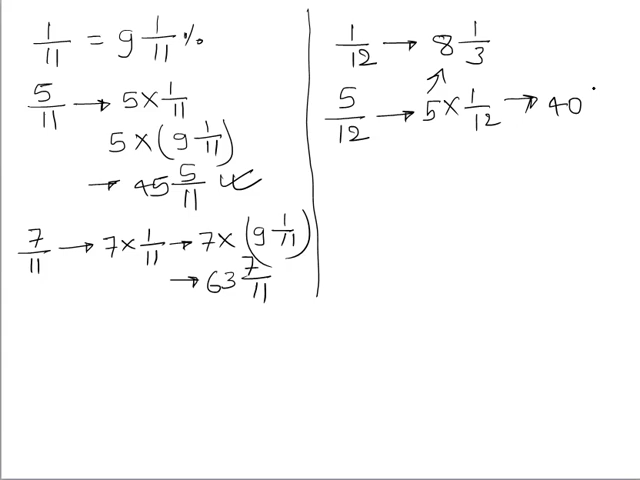 1/11 = 9 1/11 %
5/11 → 5 × 1/11
5 × (9 1/11)
→ 45 5/11
7/11 → 7 × 1/11 → 7 × (9 1/11)
→ 63 7/11
1/12 → 8 1/3
5/12 → 5 × 1/12 → 40